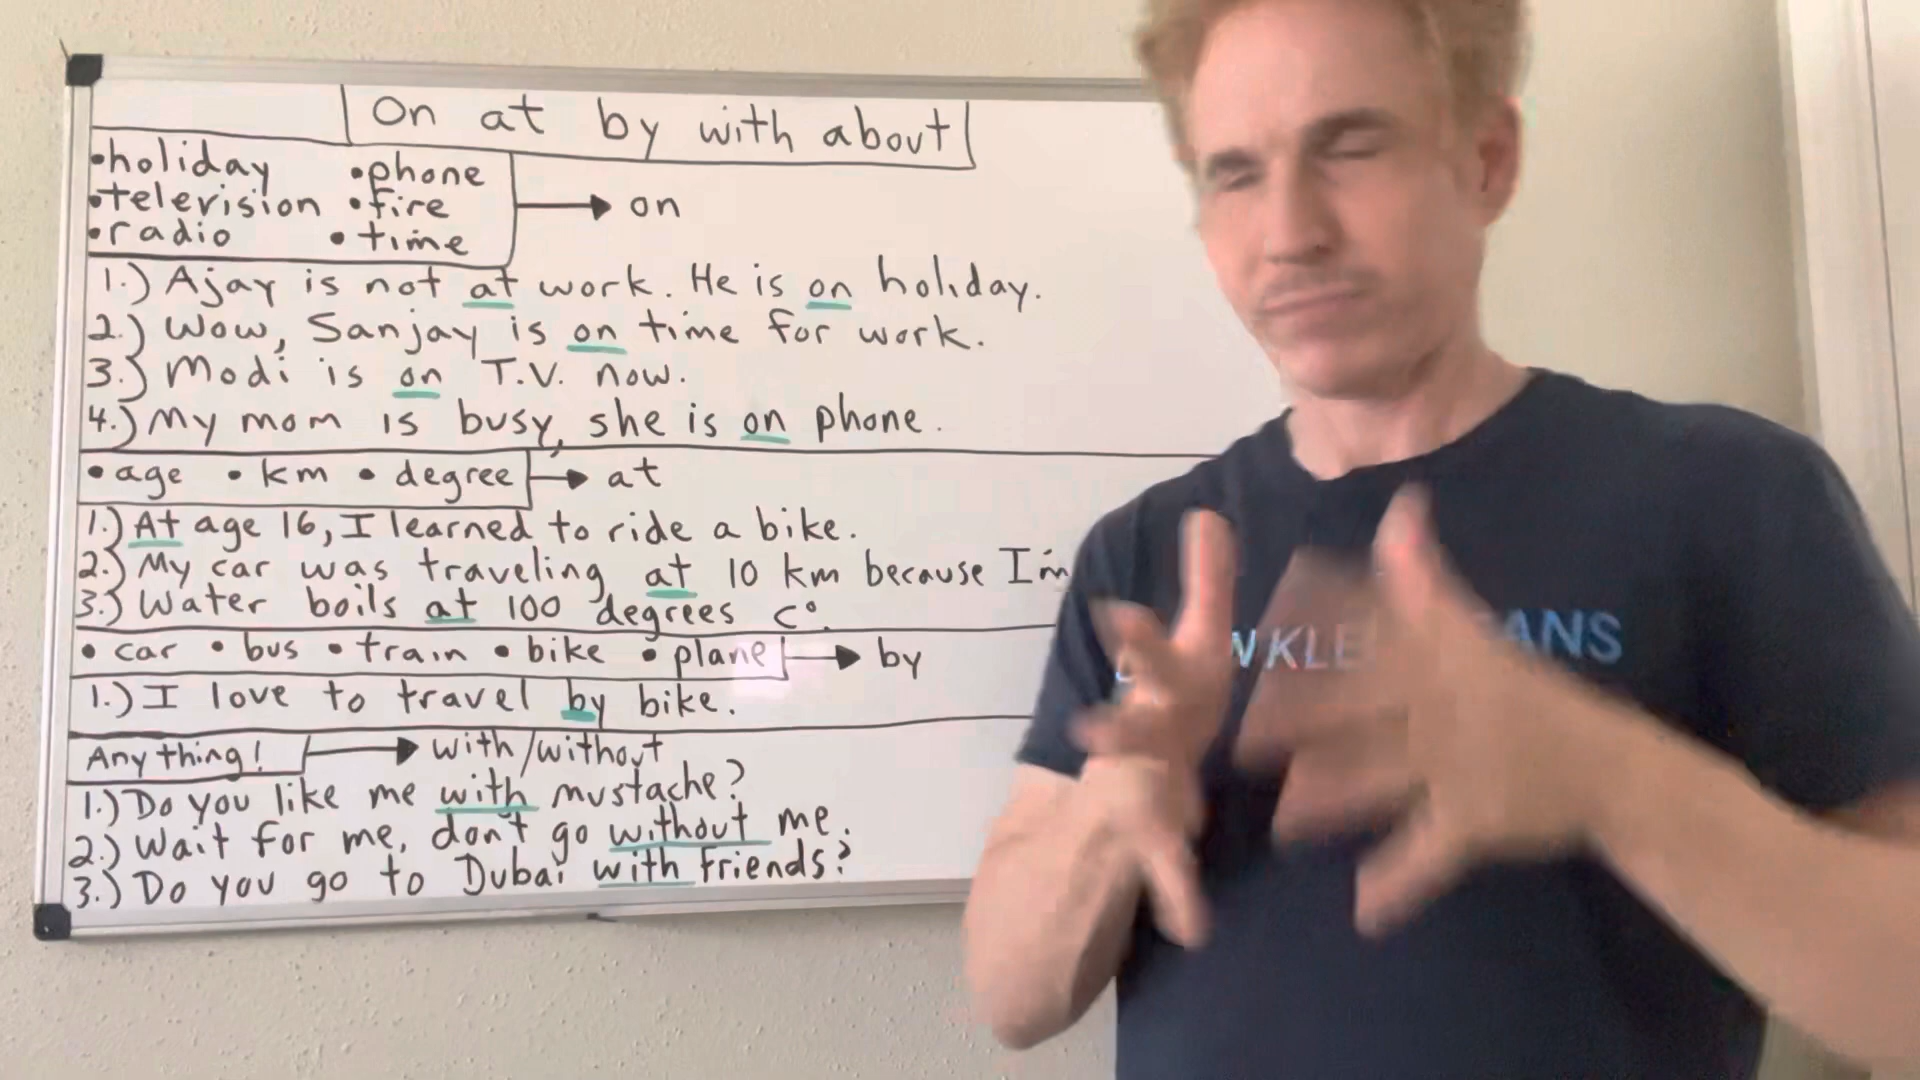 On at by with about
•holiday •phone
•television •fire
•radio •time
→ on
1.) Ajay is not at work. He is on holiday.
2.) Wow, Sanjay is on time for work.
3.) Modi is on T.V. now.
4.) My mom is busy, she is on phone.
•age •km •degree → at
1.) At age 16, I learned to ride a bike.
2.) My car was traveling at 10 km because I'm
3.) Water boils at 100 degrees C°.
•car •bus •train •bike •plane → by
1.) I love to travel by bike.
Anything! → with/without
1.) Do you like me with mustache?
2.) Wait for me, don't go without me.
3.) Do you go to Dubai with friends?